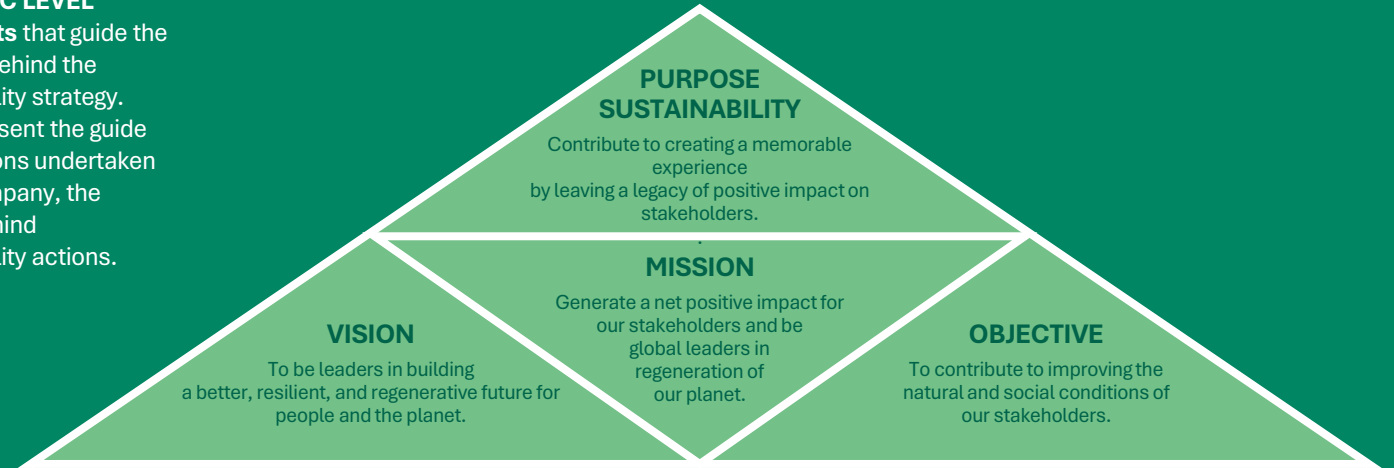 C LEVEL
ts that guide the
ehind the
lity strategy.
sent the guide
ons undertaken
mpany, the
hind
lity actions.
PURPOSE
SUSTAINABILITY
Contribute to creating a memorable
experience
by leaving a legacy of positive impact on
stakeholders.
.
MISSION
Generate a net positive impact for
our stakeholders and be
global leaders in
regeneration of
our planet.
VISION
To be leaders in building
a better, resilient, and regenerative future for
people and the planet.
OBJECTIVE
To contribute to improving the
natural and social conditions of
our stakeholders.